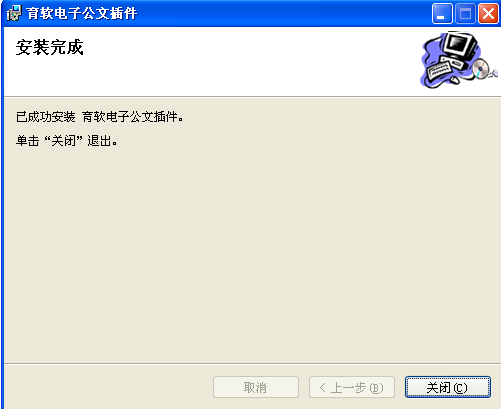 育软电子公文插件
安装完成
已成功安装 育软电子公文插件。
单击“关闭”退出。
取消
< 上一步(B)
关闭(C)